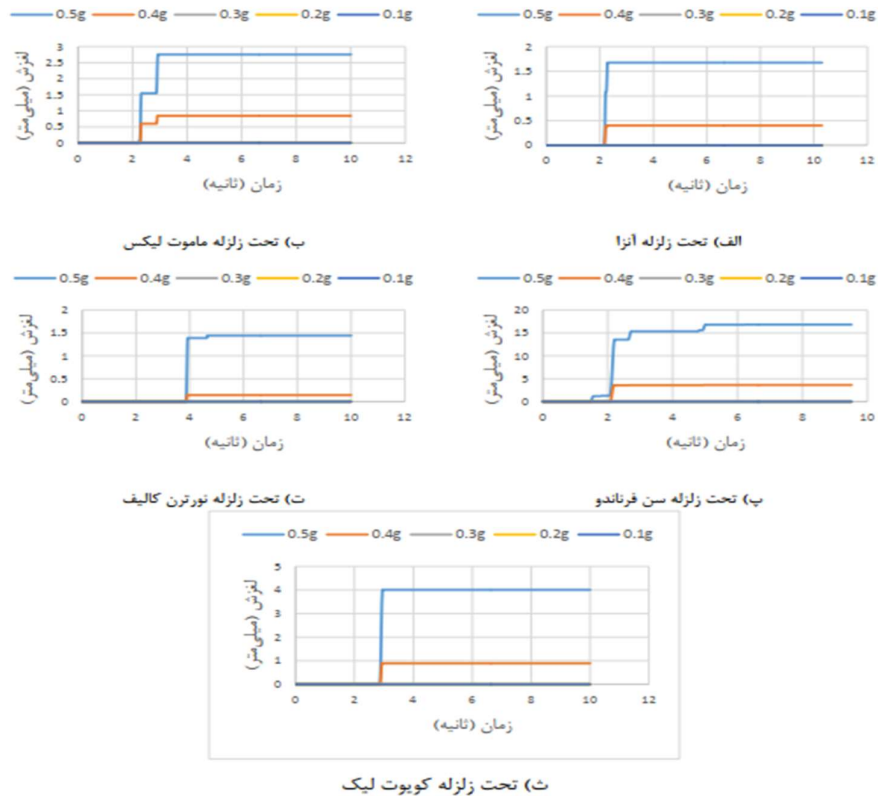 0.5g 0.4g 0.3g 0.2g 0.1g
لغزش (میلی‌متر)
2
1.5
1
0.5
0
0 2 4 6 8 10 12
زمان (ثانیه)
الف) تحت زلزله آنزا
0.5g 0.4g 0.3g 0.2g 0.1g
لغزش (میلی‌متر)
3
2.5
2
1.5
1
0.5
0
0 2 4 6 8 10 12
زمان (ثانیه)
ب) تحت زلزله ماموت لیکس
0.5g 0.4g 0.3g 0.2g 0.1g
لغزش (میلی‌متر)
20
15
10
5
0
0 2 4 6 8 10
زمان (ثانیه)
پ) تحت زلزله سن فرناندو
0.5g 0.4g 0.3g 0.2g 0.1g
لغزش (میلی‌متر)
2
1.5
1
0.5
0
0 2 4 6 8 10 12
زمان (ثانیه)
ت) تحت زلزله نورترن کالیف
0.5g 0.4g 0.3g 0.2g 0.1g
لغزش (میلی‌متر)
5
4
3
2
1
0
0 2 4 6 8 10 12
زمان (ثانیه)
ث) تحت زلزله کویوت لیک